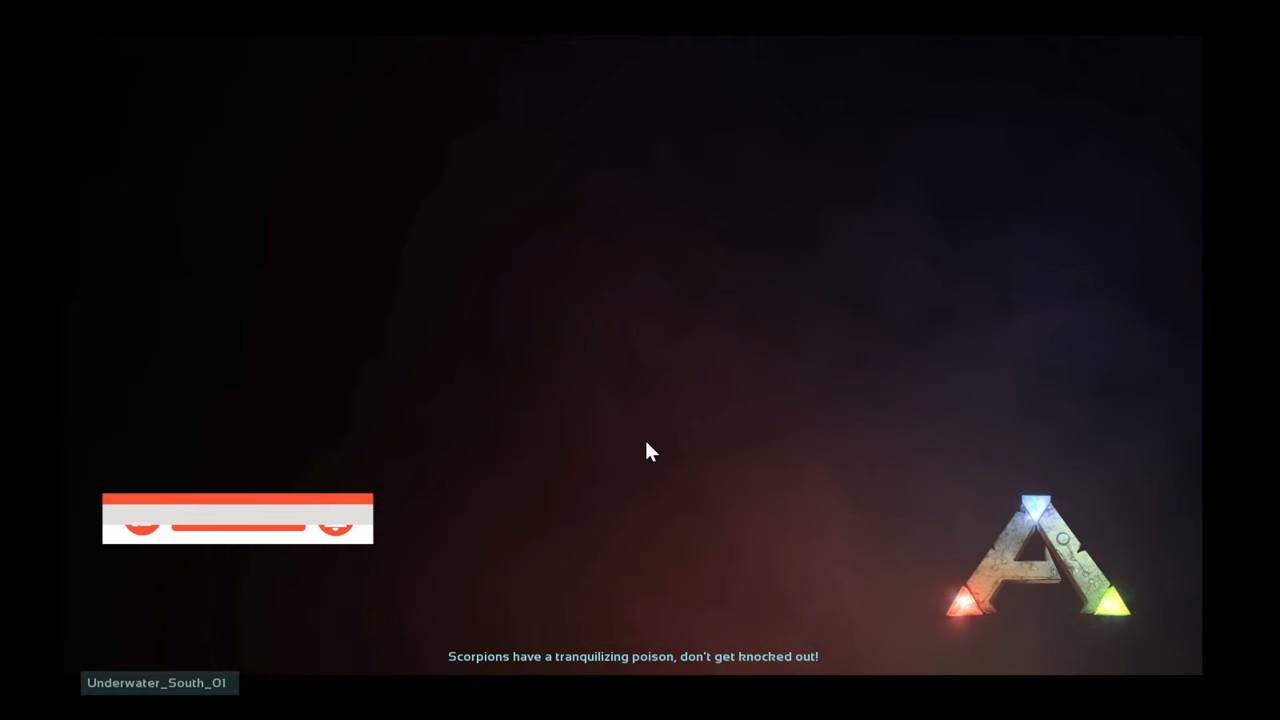 Scorpions have a tranquilizing poison, don't get knocked out!
Underwater_South_01